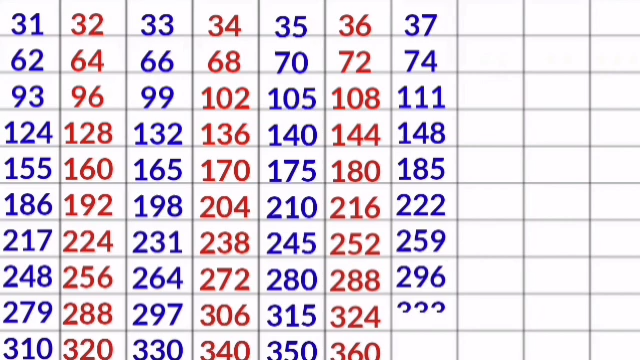 31 32 33 34 35 36 37
62 64 66 68 70 72 74
93 96 99 102 105 108 111
124 128 132 136 140 144 148
155 160 165 170 175 180 185
186 192 198 204 210 216 222
217 224 231 238 245 252 259
248 256 264 272 280 288 296
279 288 297 306 315 324
310 320 330 340 350 360